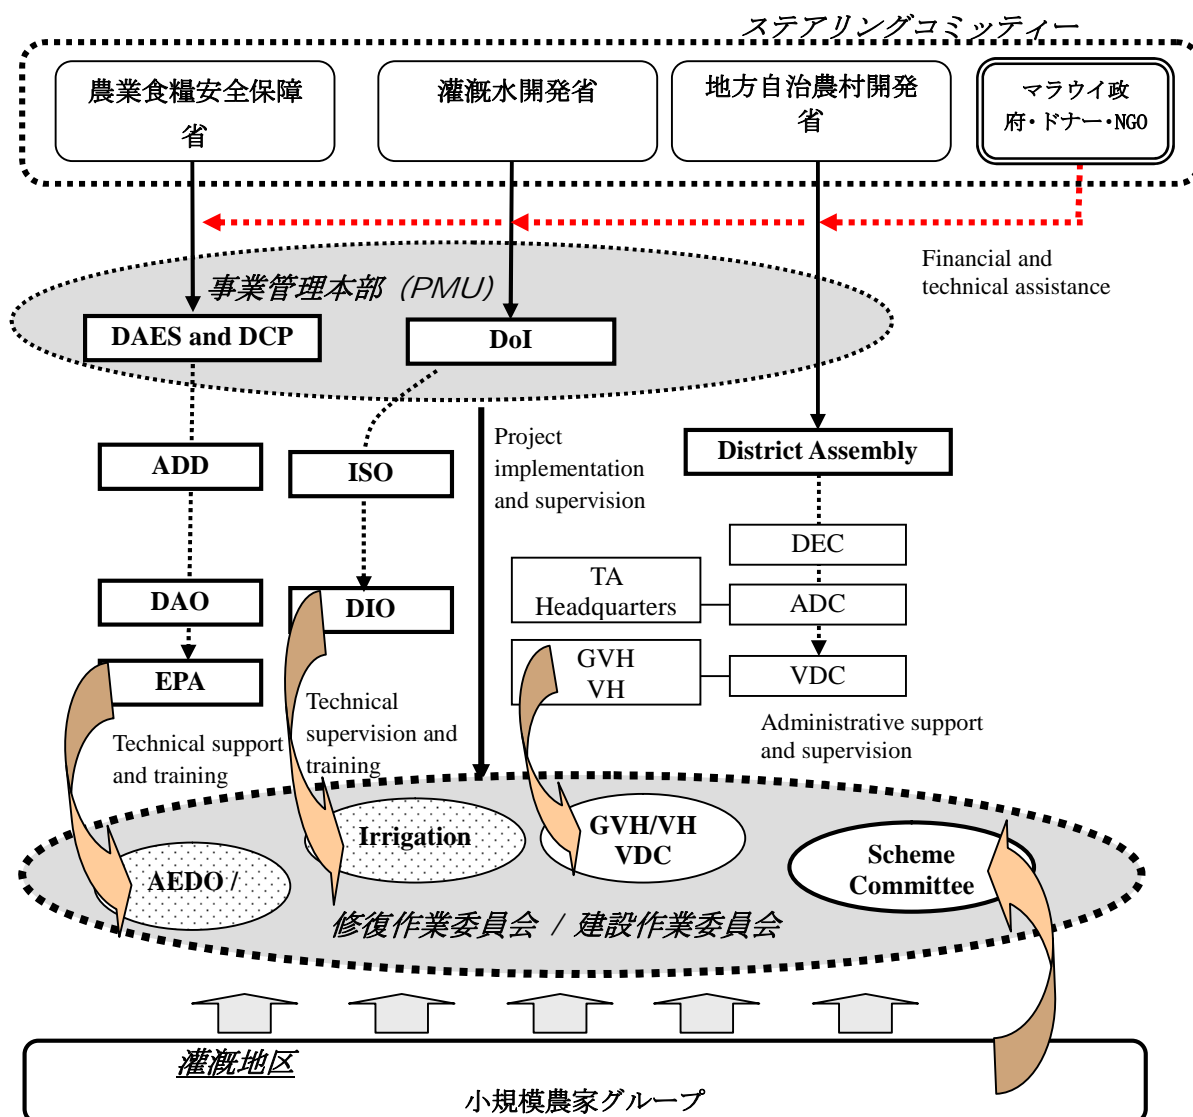 ステアリングコミッティー
農業食糧安全保障
省
灌漑水開発省
地方自治農村開発
省
マラウイ政
府・ドナー・NGO
Financial and
technical assistance
事業管理本部 (PMU)
DAES and DCP
DoI
Project
implementation
and supervision
District Assembly
ADD
ISO
DEC
TA
Headquarters
ADC
DAO
DIO
GVH
VH
VDC
EPA
Technical support
and training
Technical
supervision and
training
Administrative support
and supervision
AEDO /
Irrigation
GVH/VH
VDC
Scheme
Committee
修復作業委員会 / 建設作業委員会
灌漑地区
小規模農家グループ